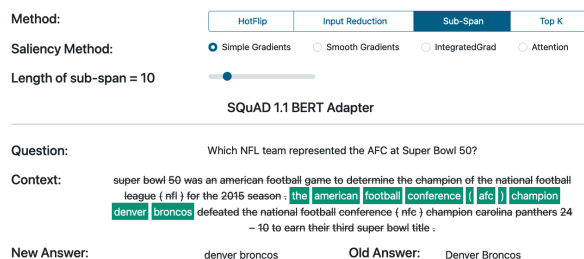 Method: HotFlip Input Reduction Sub-Span Top K
Saliency Method: Simple Gradients Smooth Gradients IntegratedGrad Attention
Length of sub-span = 10
SQuAD 1.1 BERT Adapter
Question: Which NFL team represented the AFC at Super Bowl 50?
Context: super bowl 50 was an american football game to determine the champion of the national football
league ( nfl ) for the 2015 season . the american football conference ( afc ) champion
denver broncos defeated the national football conference ( nfc ) champion carolina panthers 24
– 10 to earn their third super bowl title .
New Answer: denver broncos Old Answer: Denver Broncos